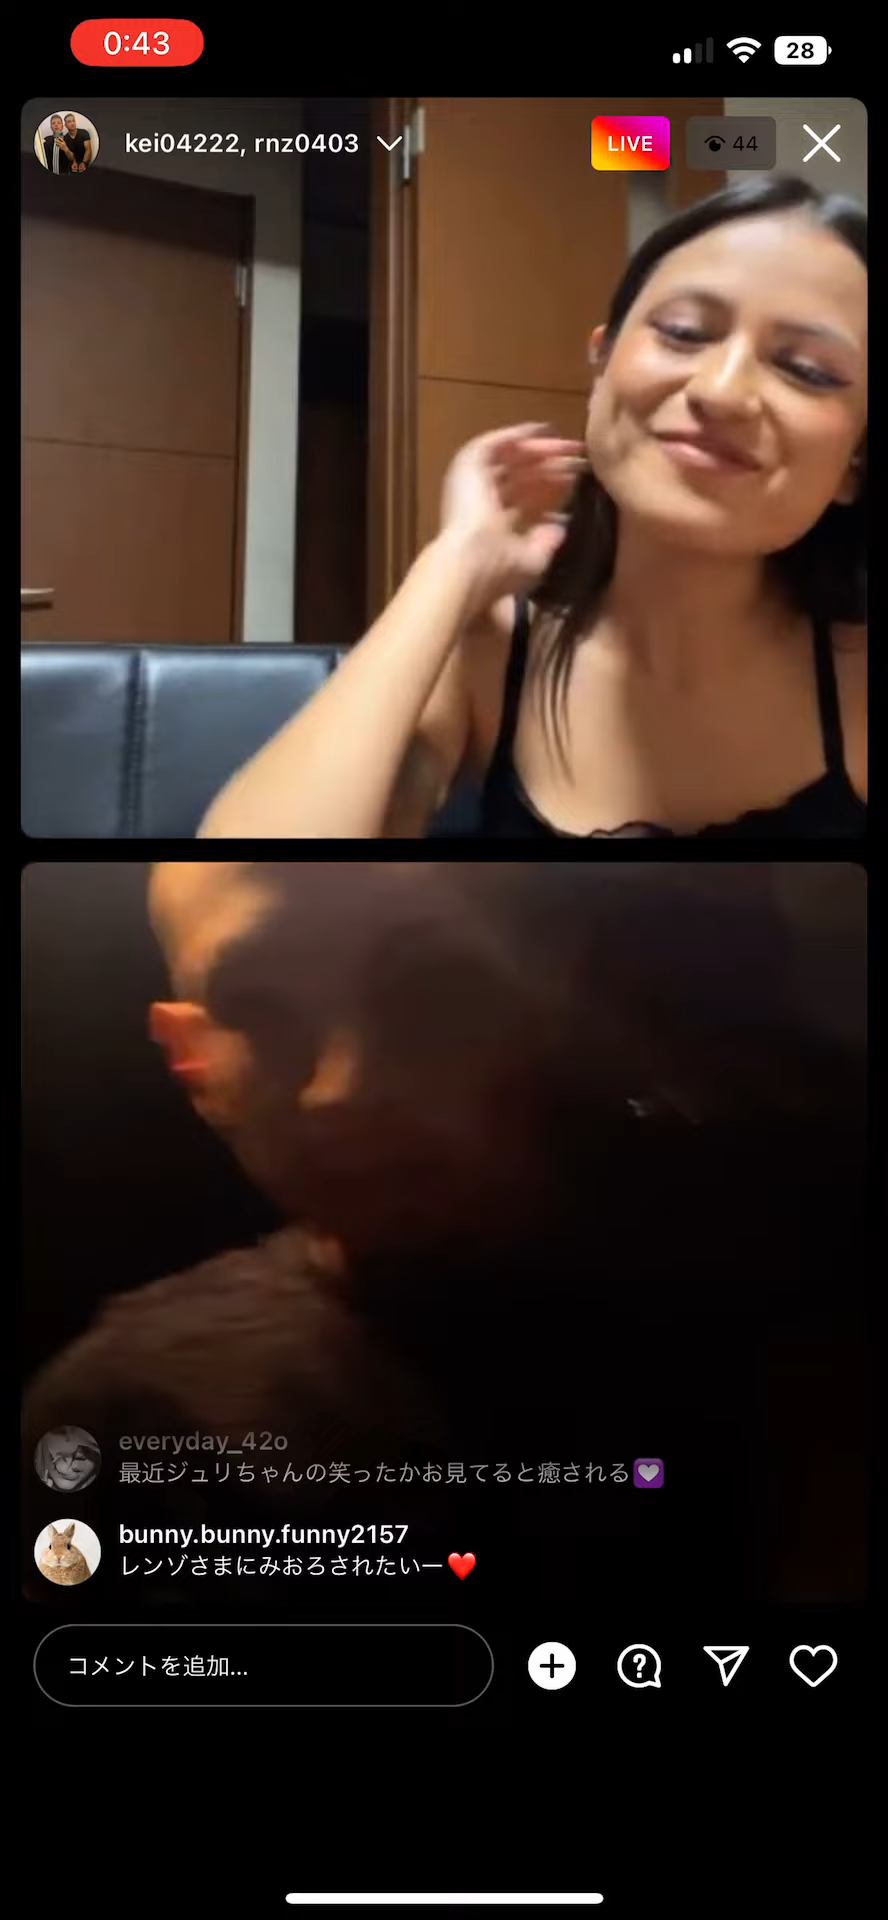 0:43
28
kei04222, rnz0403
LIVE
44
everyday_42o
最近ジュリちゃんの笑ったかお見てると癒される💟
bunny.bunny.funny2157
レンゾさまにみおろされたいー❤️
コメントを追加...